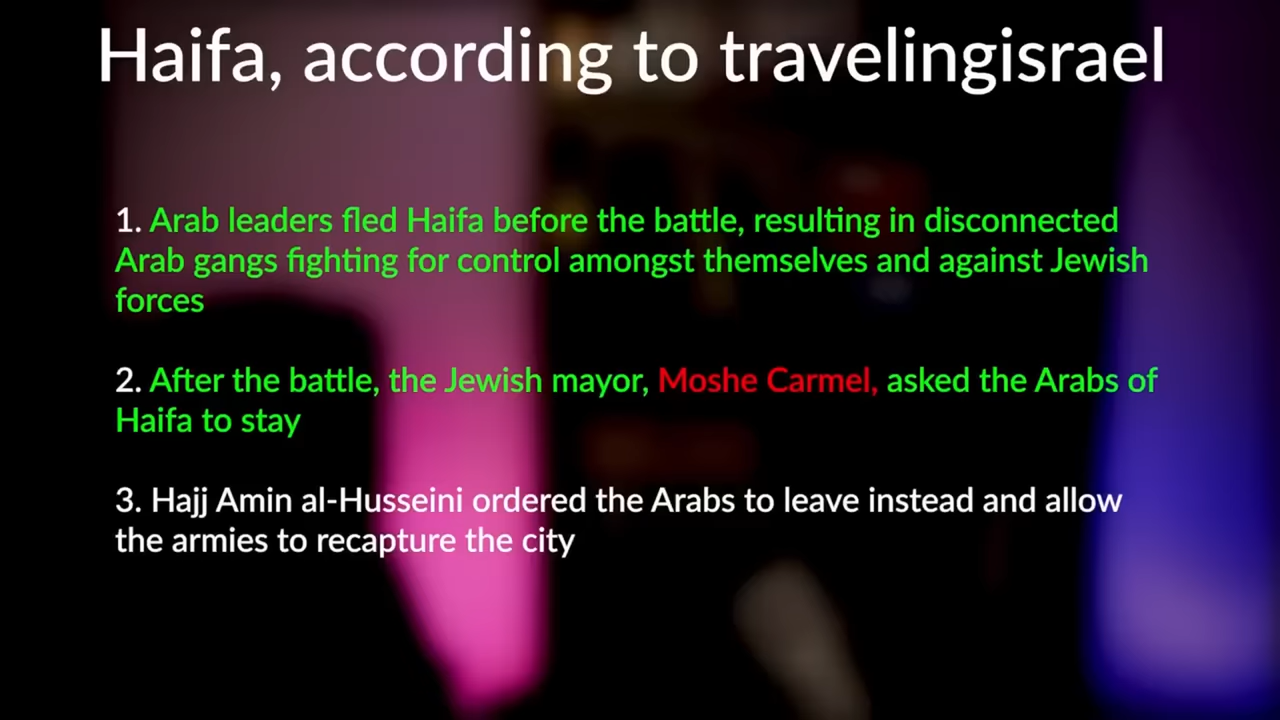 Haifa, according to travelingisrael
1. Arab leaders fled Haifa before the battle, resulting in disconnected
Arab gangs fighting for control amongst themselves and against Jewish
forces
2. After the battle, the Jewish mayor, Moshe Carmel, asked the Arabs of
Haifa to stay
3. Hajj Amin al-Husseini ordered the Arabs to leave instead and allow
the armies to recapture the city